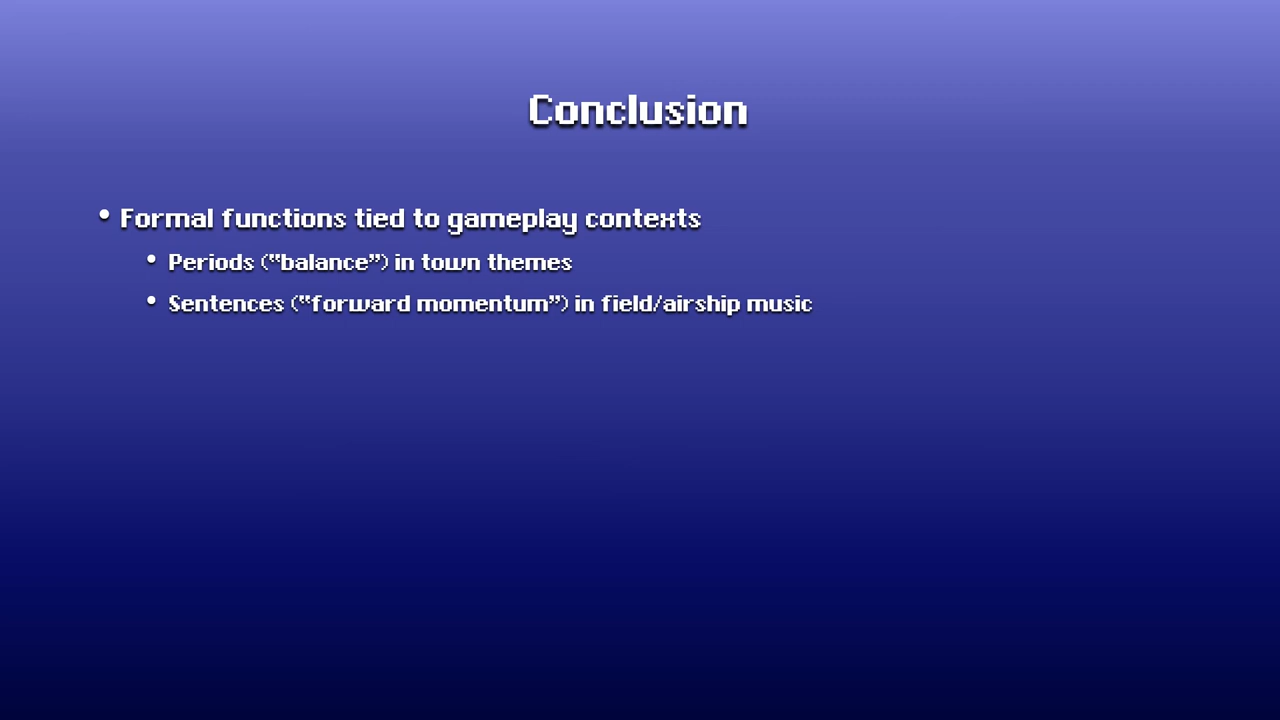 Conclusion
• Formal functions tied to gameplay contexts
• Periods (“balance”) in town themes
• Sentences (“forward momentum”) in field/airship music